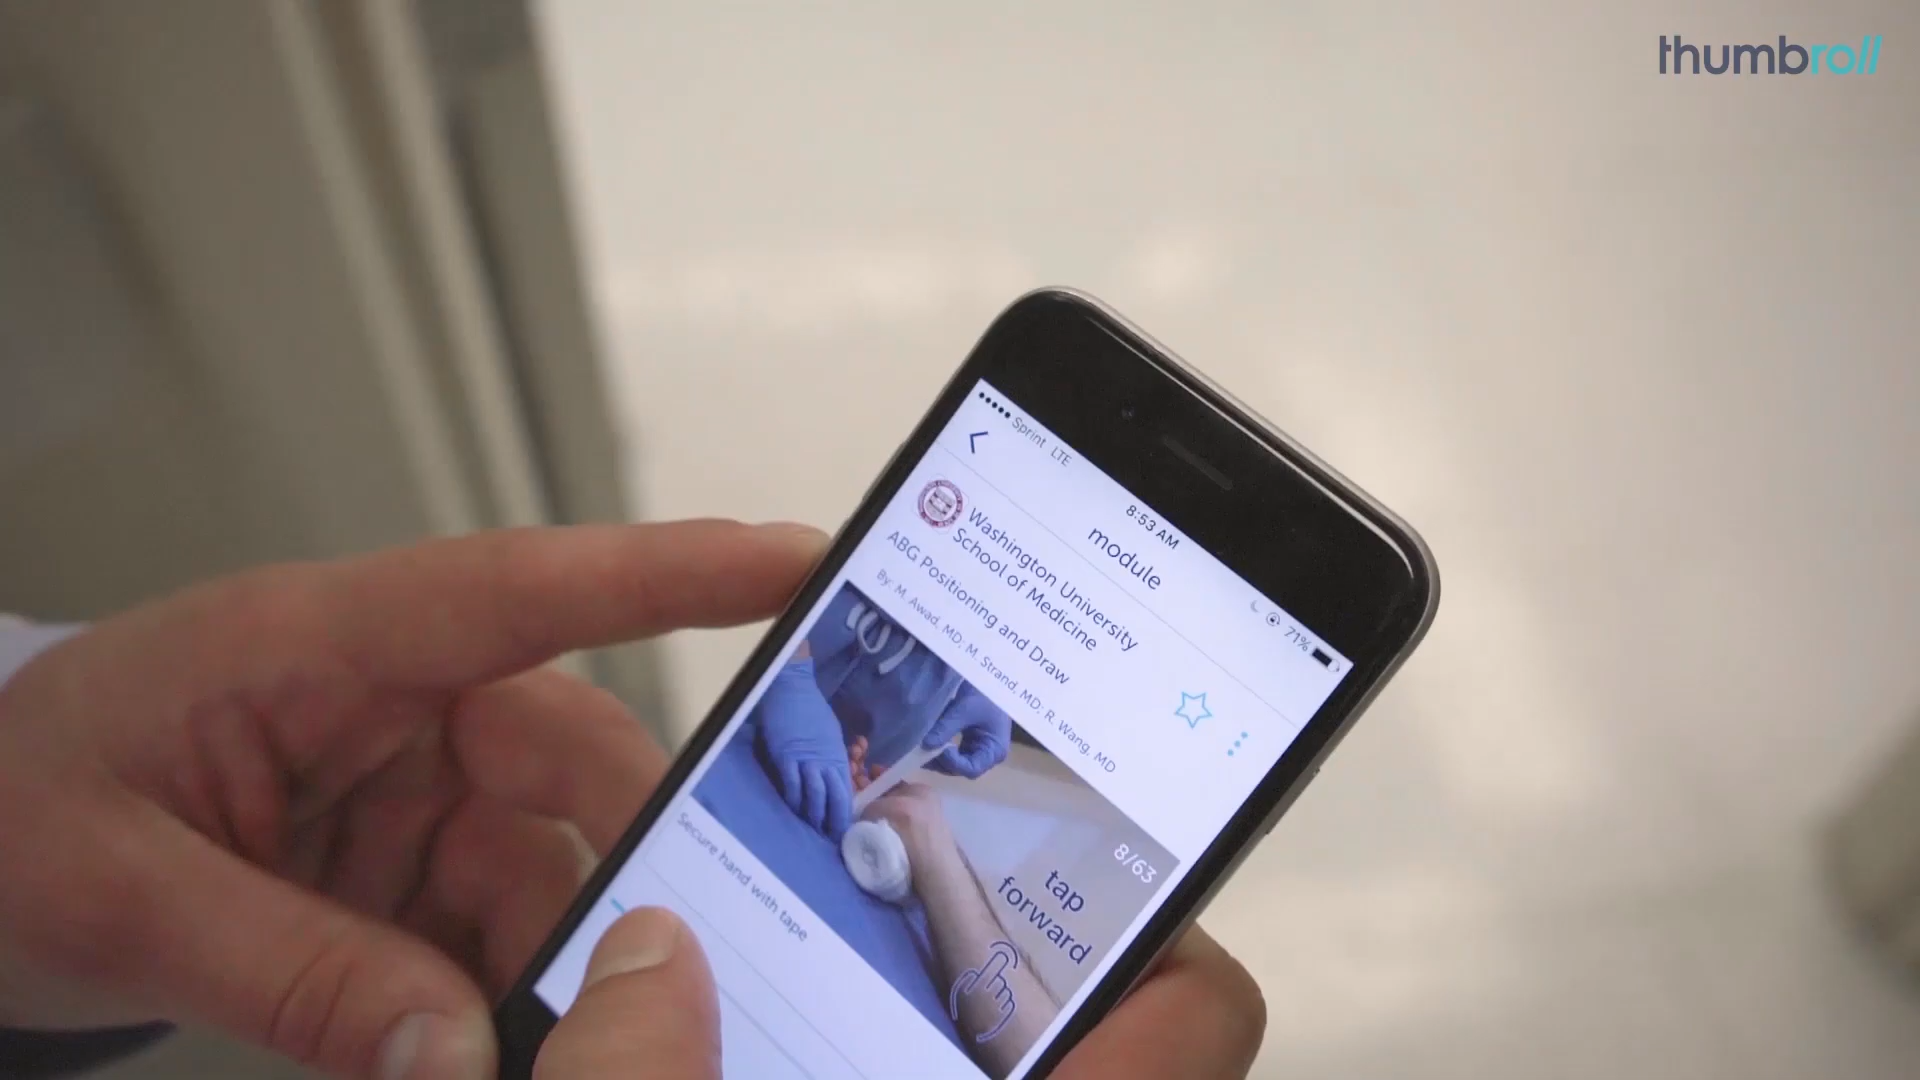 thumbroll
Sprint LTE
8:53 AM
71%
module
Washington University
School of Medicine
ABG Positioning and Draw
By: M. Awad, MD; M. Strand, MD; R. Wang, MD
8/63
tap
forward
Secure hand with tape